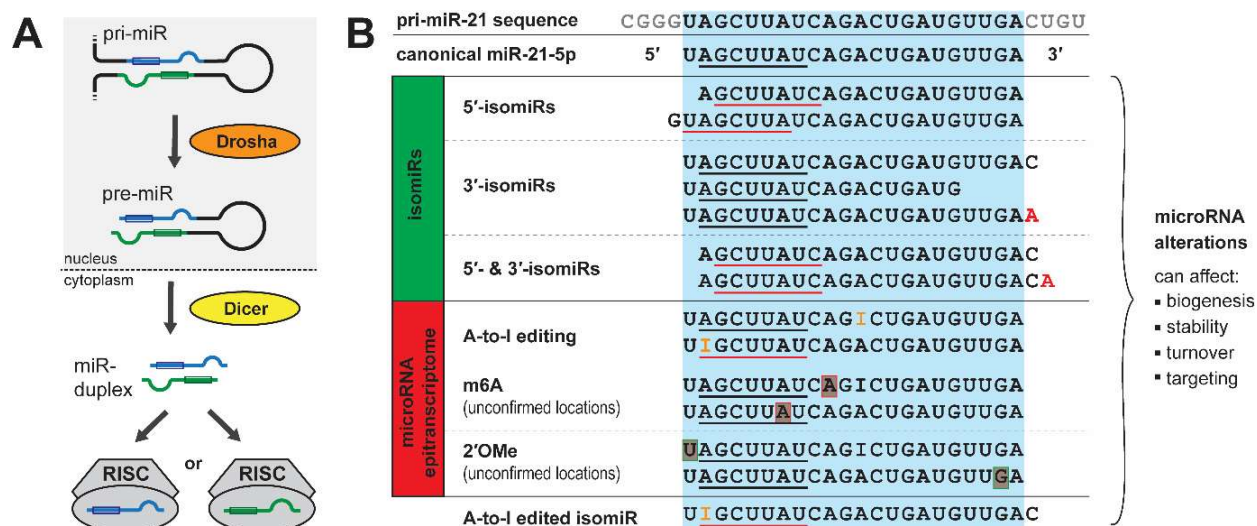 A
pri-miR
Drosha
pre-miR
nucleus
cytoplasm
Dicer
miR-
duplex
RISC or RISC
B
pri-miR-21 sequence CGGGUAGCUUAUCAGACUGAUGUUGACUGU
canonical miR-21-5p 5′ UAGCUUAUCAGACUGAUGUUGA 3′
isomiRs
5′-isomiRs
AGCUUAUCAGACUGAUGUUGA
GUAGCUUAUCAGACUGAUGUUGA
3′-isomiRs
UAGCUUAUCAGACUGAUGUUGAC
UAGCUUAUCAGACUGAUG
UAGCUUAUCAGACUGAUGUUGAA
5′- & 3′-isomiRs
AGCUUAUCAGACUGAUGUUGAC
AGCUUAUCAGACUGAUGUUGACA
microRNA
epitranscriptome
A-to-I editing
UAGCUUAUCAGICUGAUGUUGA
UIGCUUAUCAGACUGAUGUUGA
m6A
(unconfirmed locations)
UAGCUUAUCAGICUGAUGUUGA
UAGCUUAUCAGACUGAUGUUGA
2′OMe
(unconfirmed locations)
UAGCUUAUCAGICUGAUGUUGA
UAGCUUAUCAGACUGAUGUUGA
A-to-I edited isomiR UIGCUUAUCAGACUGAUGUUGAC
microRNA
alterations
can affect:
▪ biogenesis
▪ stability
▪ turnover
▪ targeting